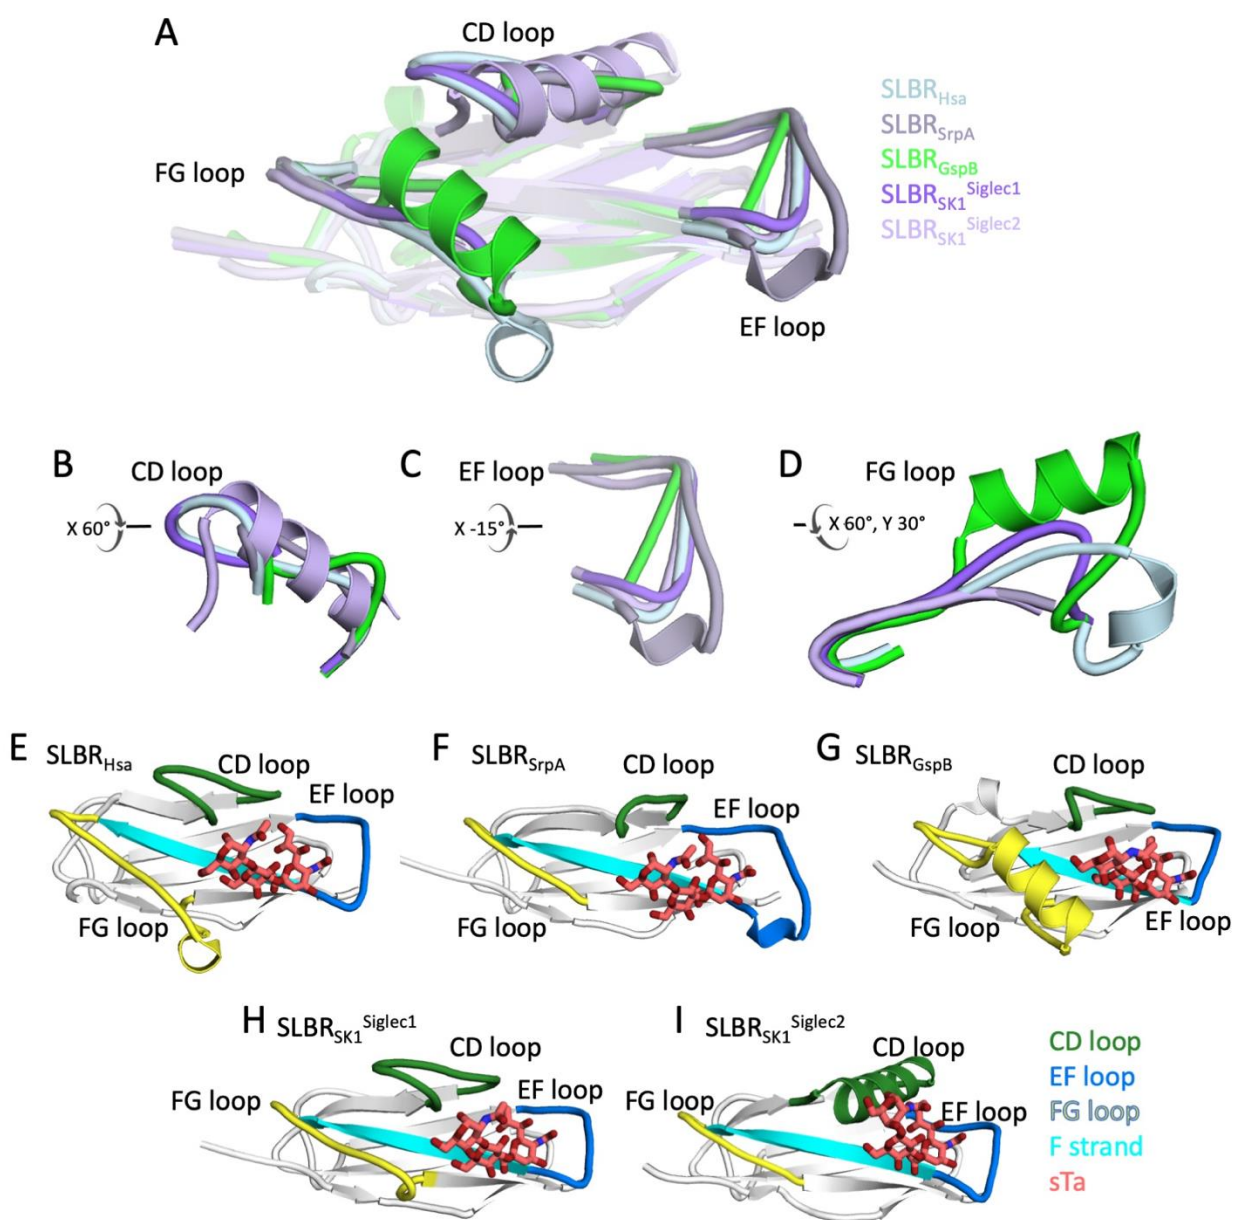 A
CD loop
FG loop
EF loop
SLBRHsa
SLBRSrpA
SLBRGspB
SLBRSK1Siglec1
SLBRSK1Siglec2
B
CD loop
X 60°
C
EF loop
X -15°
D
FG loop
X 60°, Y 30°
E
SLBRHsa
CD loop
EF loop
FG loop
F
SLBRSrpA
CD loop
EF loop
FG loop
G
SLBRGspB
CD loop
FG loop
EF loop
H
SLBRSK1Siglec1
CD loop
FG loop
EF loop
I
SLBRSK1Siglec2
CD loop
FG loop
EF loop
CD loop
EF loop
FG loop
F strand
sTa